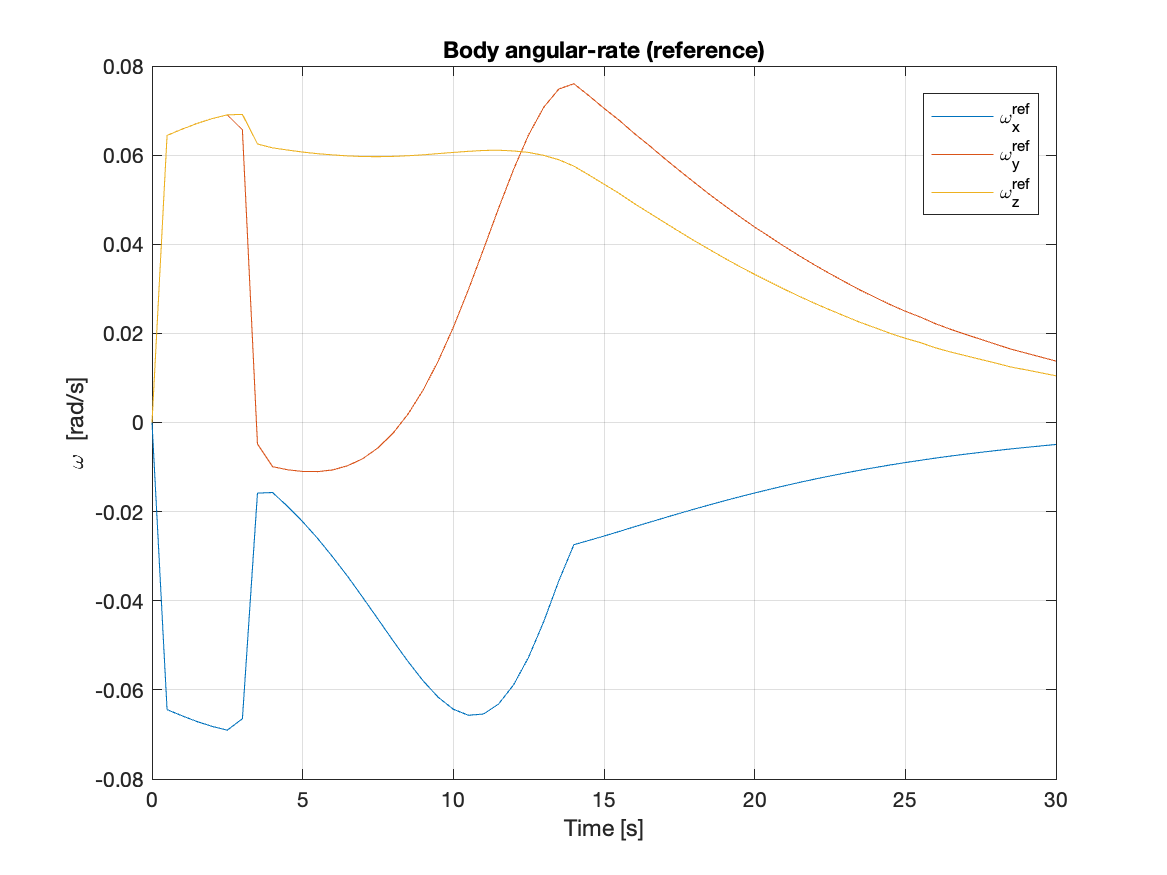 Body angular-rate (reference)
0.08
0.06
0.04
0.02
0
-0.02
-0.04
-0.06
-0.08
ω [rad/s]
0 5 10 15 20 25 30
Time [s]
ω_x^ref
ω_y^ref
ω_z^ref